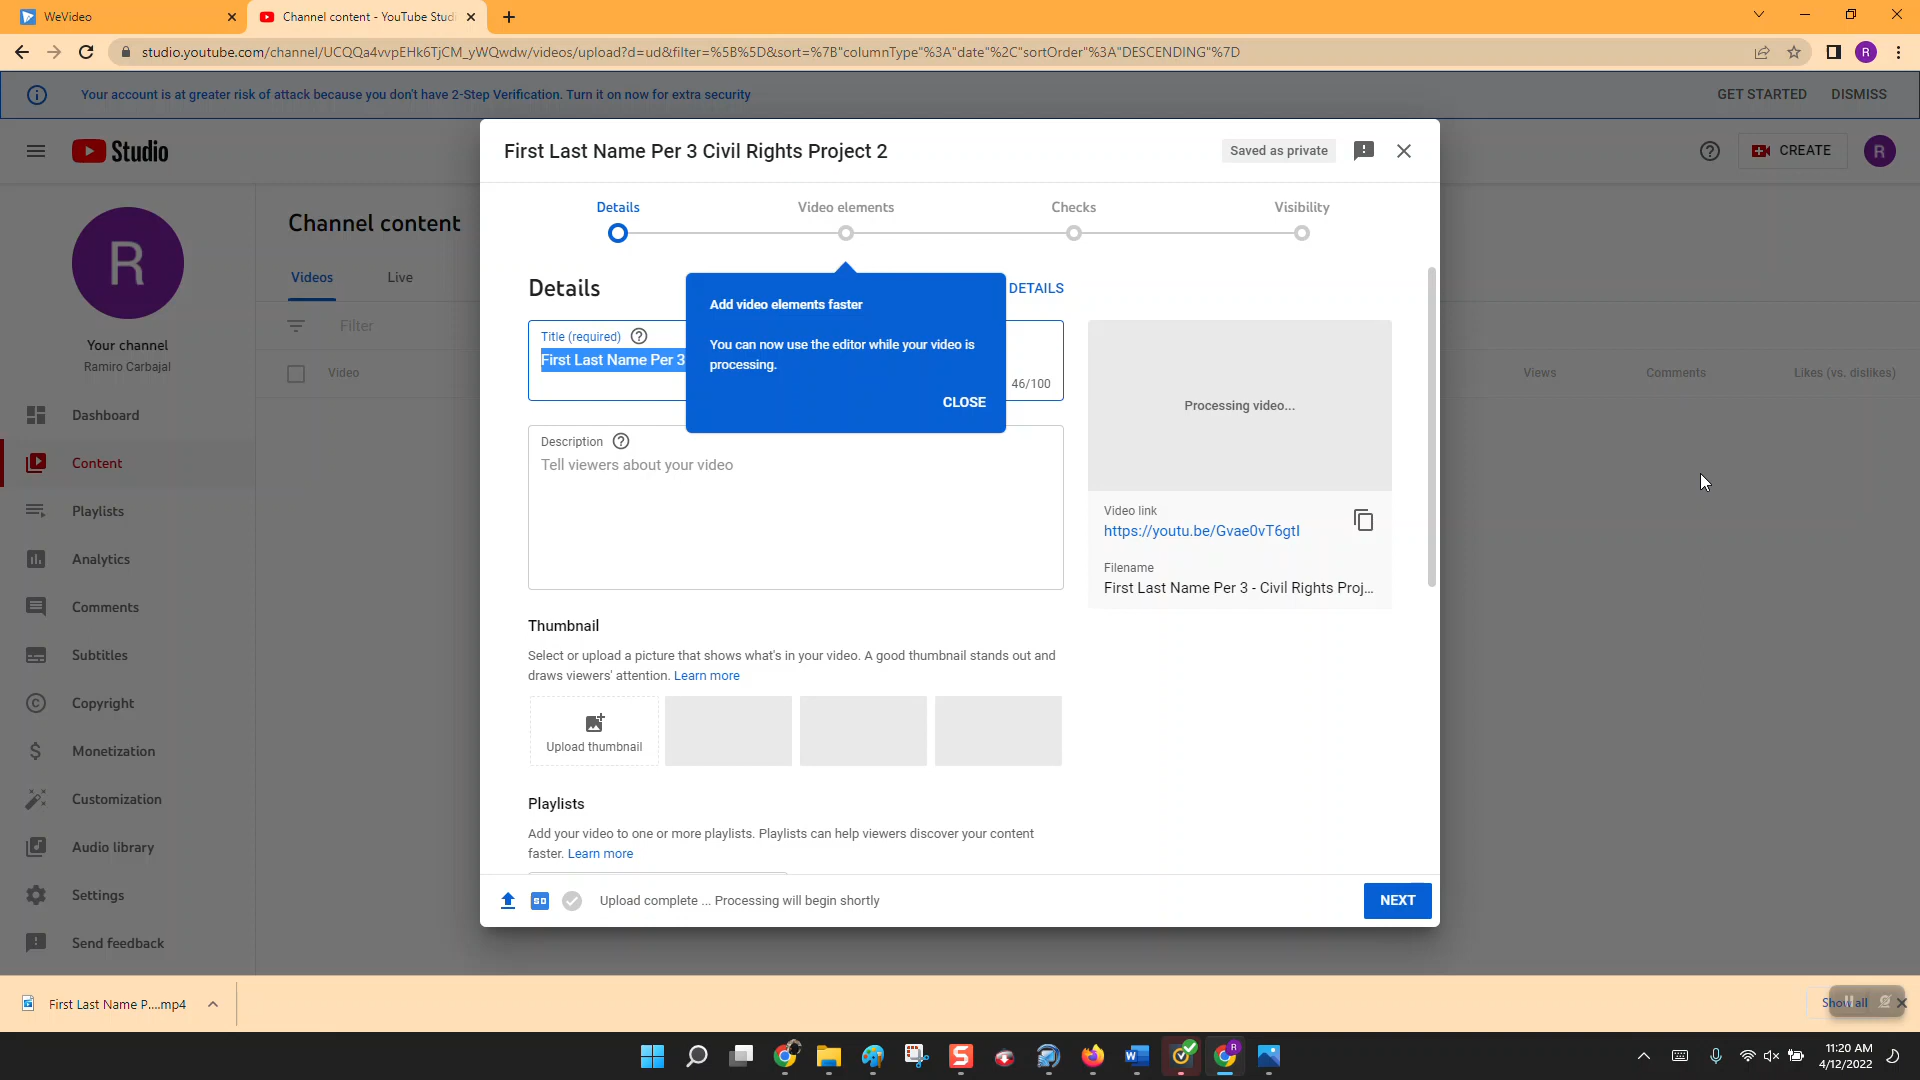 WeVideo
Channel content - YouTube Studi
studio.youtube.com/channel/UCQQa4vvpEHk6TjCM_yWQwdw/videos/upload?d=ud&filter=%5B%5D&sort=%7B"columnType"%3A"date"%2C"sortOrder"%3A"DESCENDING"%7D
R
Your account is at greater risk of attack because you don't have 2-Step Verification. Turn it on now for extra security
GET STARTED
DISMISS
Studio
CREATE
R
First Last Name Per 3 Civil Rights Project 2
Saved as private
Details
Video elements
Checks
Visibility
R
Your channel
Ramiro Carbajal
Dashboard
Content
Playlists
Analytics
Comments
Subtitles
Copyright
Monetization
Customization
Audio library
Settings
Send feedback
Channel content
Videos
Live
Filter
Video
Views
Comments
Likes (vs. dislikes)
Details
DETAILS
Title (required)
First Last Name Per 3
46/100
Add video elements faster
You can now use the editor while your video is
processing.
CLOSE
Description
Tell viewers about your video
Processing video...
Video link
https://youtu.be/Gvae0vT6gtI
Filename
First Last Name Per 3 - Civil Rights Proj...
Thumbnail
Select or upload a picture that shows what's in your video. A good thumbnail stands out and
draws viewers' attention. Learn more
Upload thumbnail
Playlists
Add your video to one or more playlists. Playlists can help viewers discover your content
faster. Learn more
SD
Upload complete ... Processing will begin shortly
NEXT
First Last Name P....mp4
Show all
11:20 AM
4/12/2022